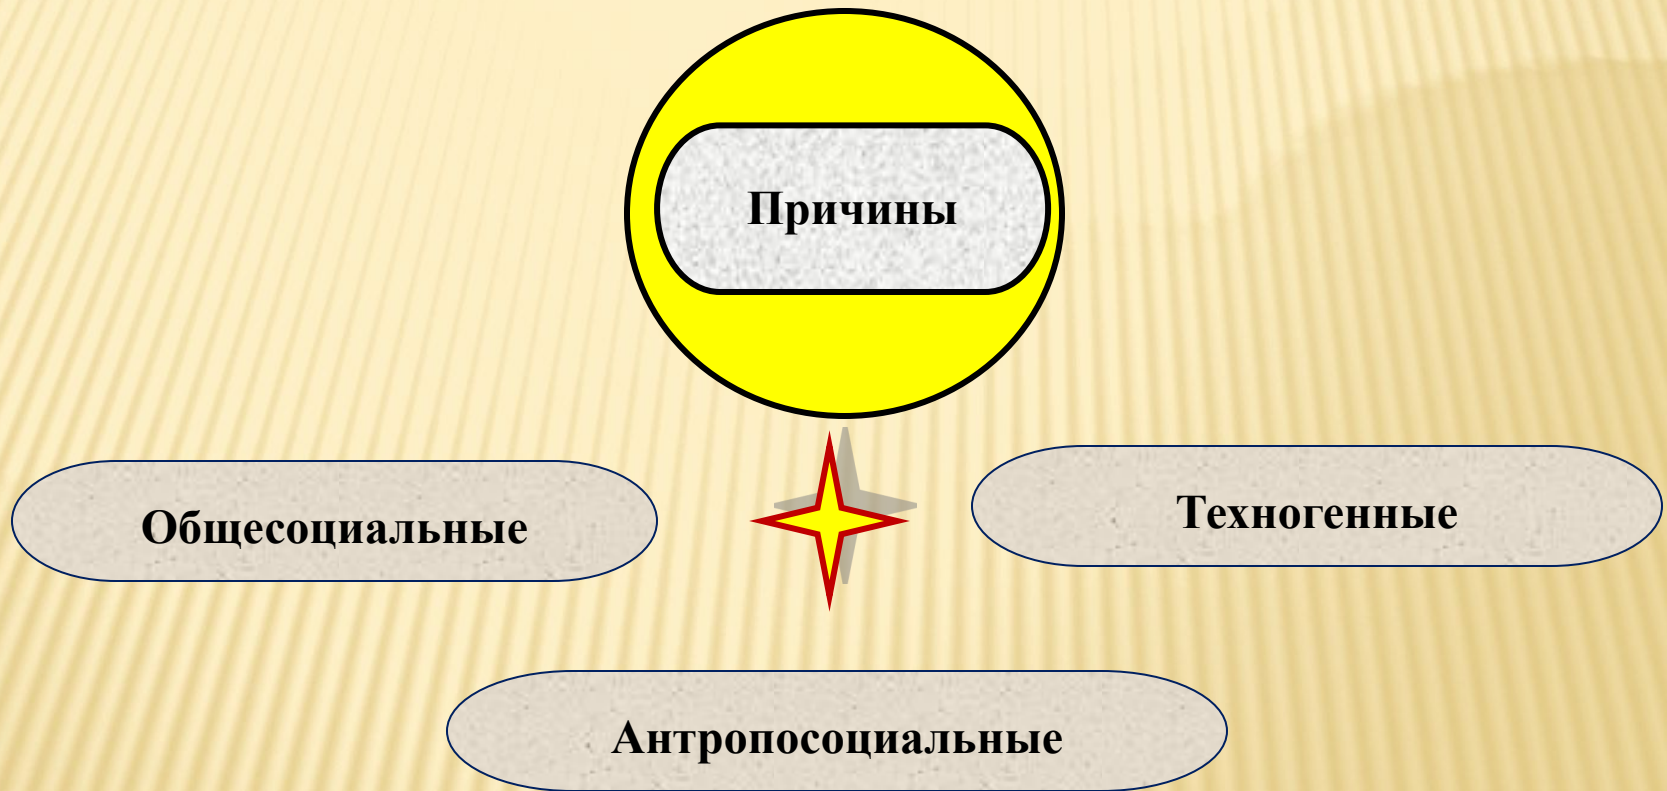 Причины
Общесоциальные
Техногенные
Антропосоциальные